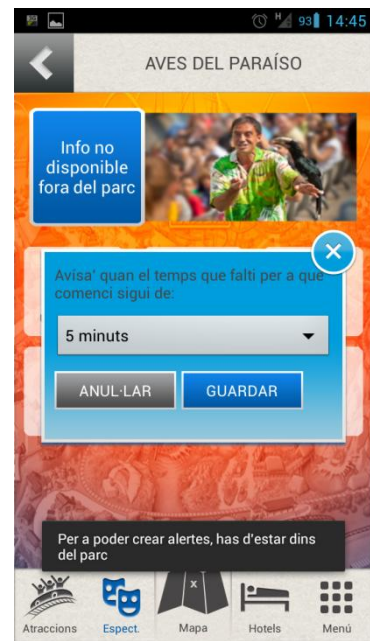 H
93
14:45
AVES DEL PARAÍSO
Info no
disponible
fora del parc
Avisa' quan el temps que falti per a que
comenci sigui de:
5 minuts
ANUL·LAR
GUARDAR
Per a poder crear alertes, has d'estar dins
del parc
x
Atraccions
Espect.
Mapa
Hotels
Menú